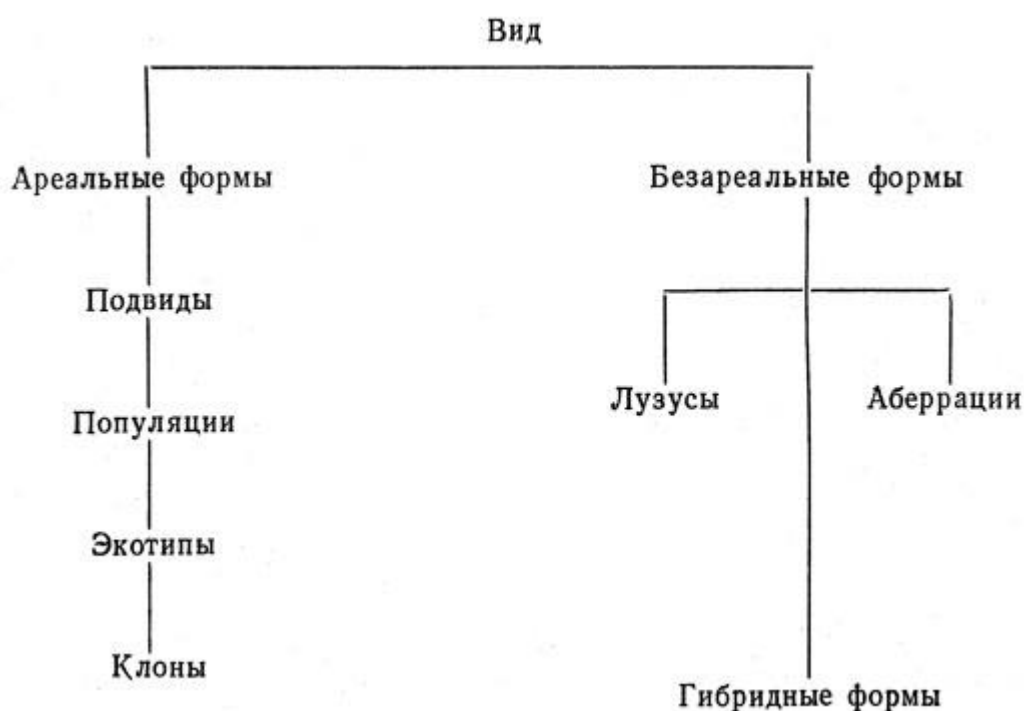 Вид
Ареальные формы
Безареальные формы
Подвиды
Лузусы
Аберрации
Популяции
Экотипы
Клоны
Гибридные формы